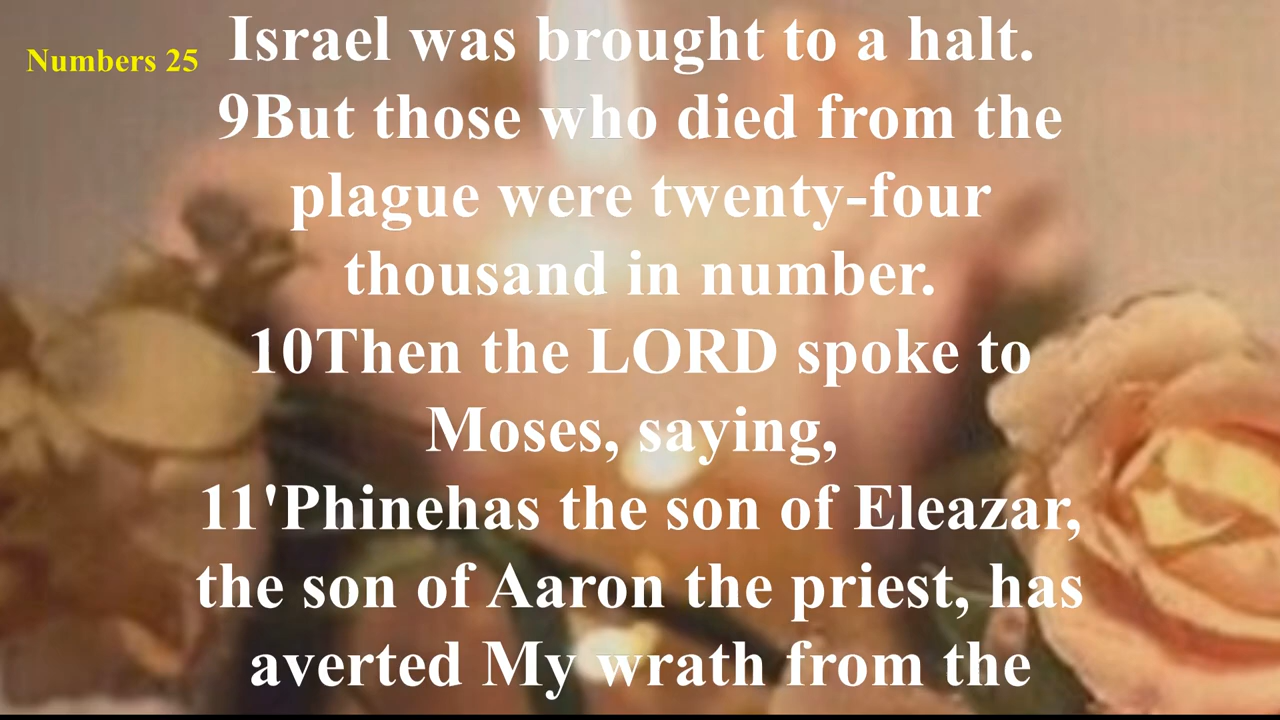 Numbers 25
Israel was brought to a halt.
9But those who died from the
plague were twenty-four
thousand in number.
10Then the LORD spoke to
Moses, saying,
11'Phinehas the son of Eleazar,
the son of Aaron the priest, has
averted My wrath from the